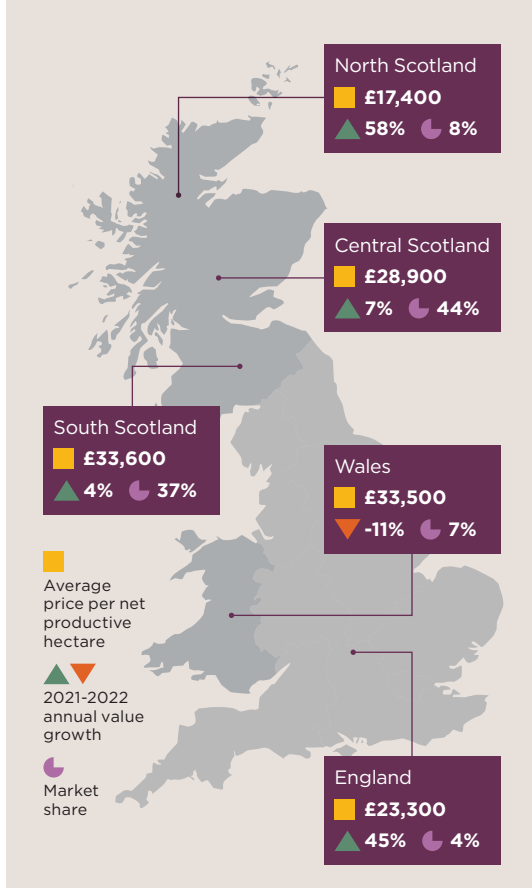 North Scotland
£17,400
58% 8%
Central Scotland
£28,900
7% 44%
South Scotland
£33,600
4% 37%
Wales
£33,500
-11% 7%
Average
price per net
productive
hectare
2021-2022
annual value
growth
Market
share
England
£23,300
45% 4%